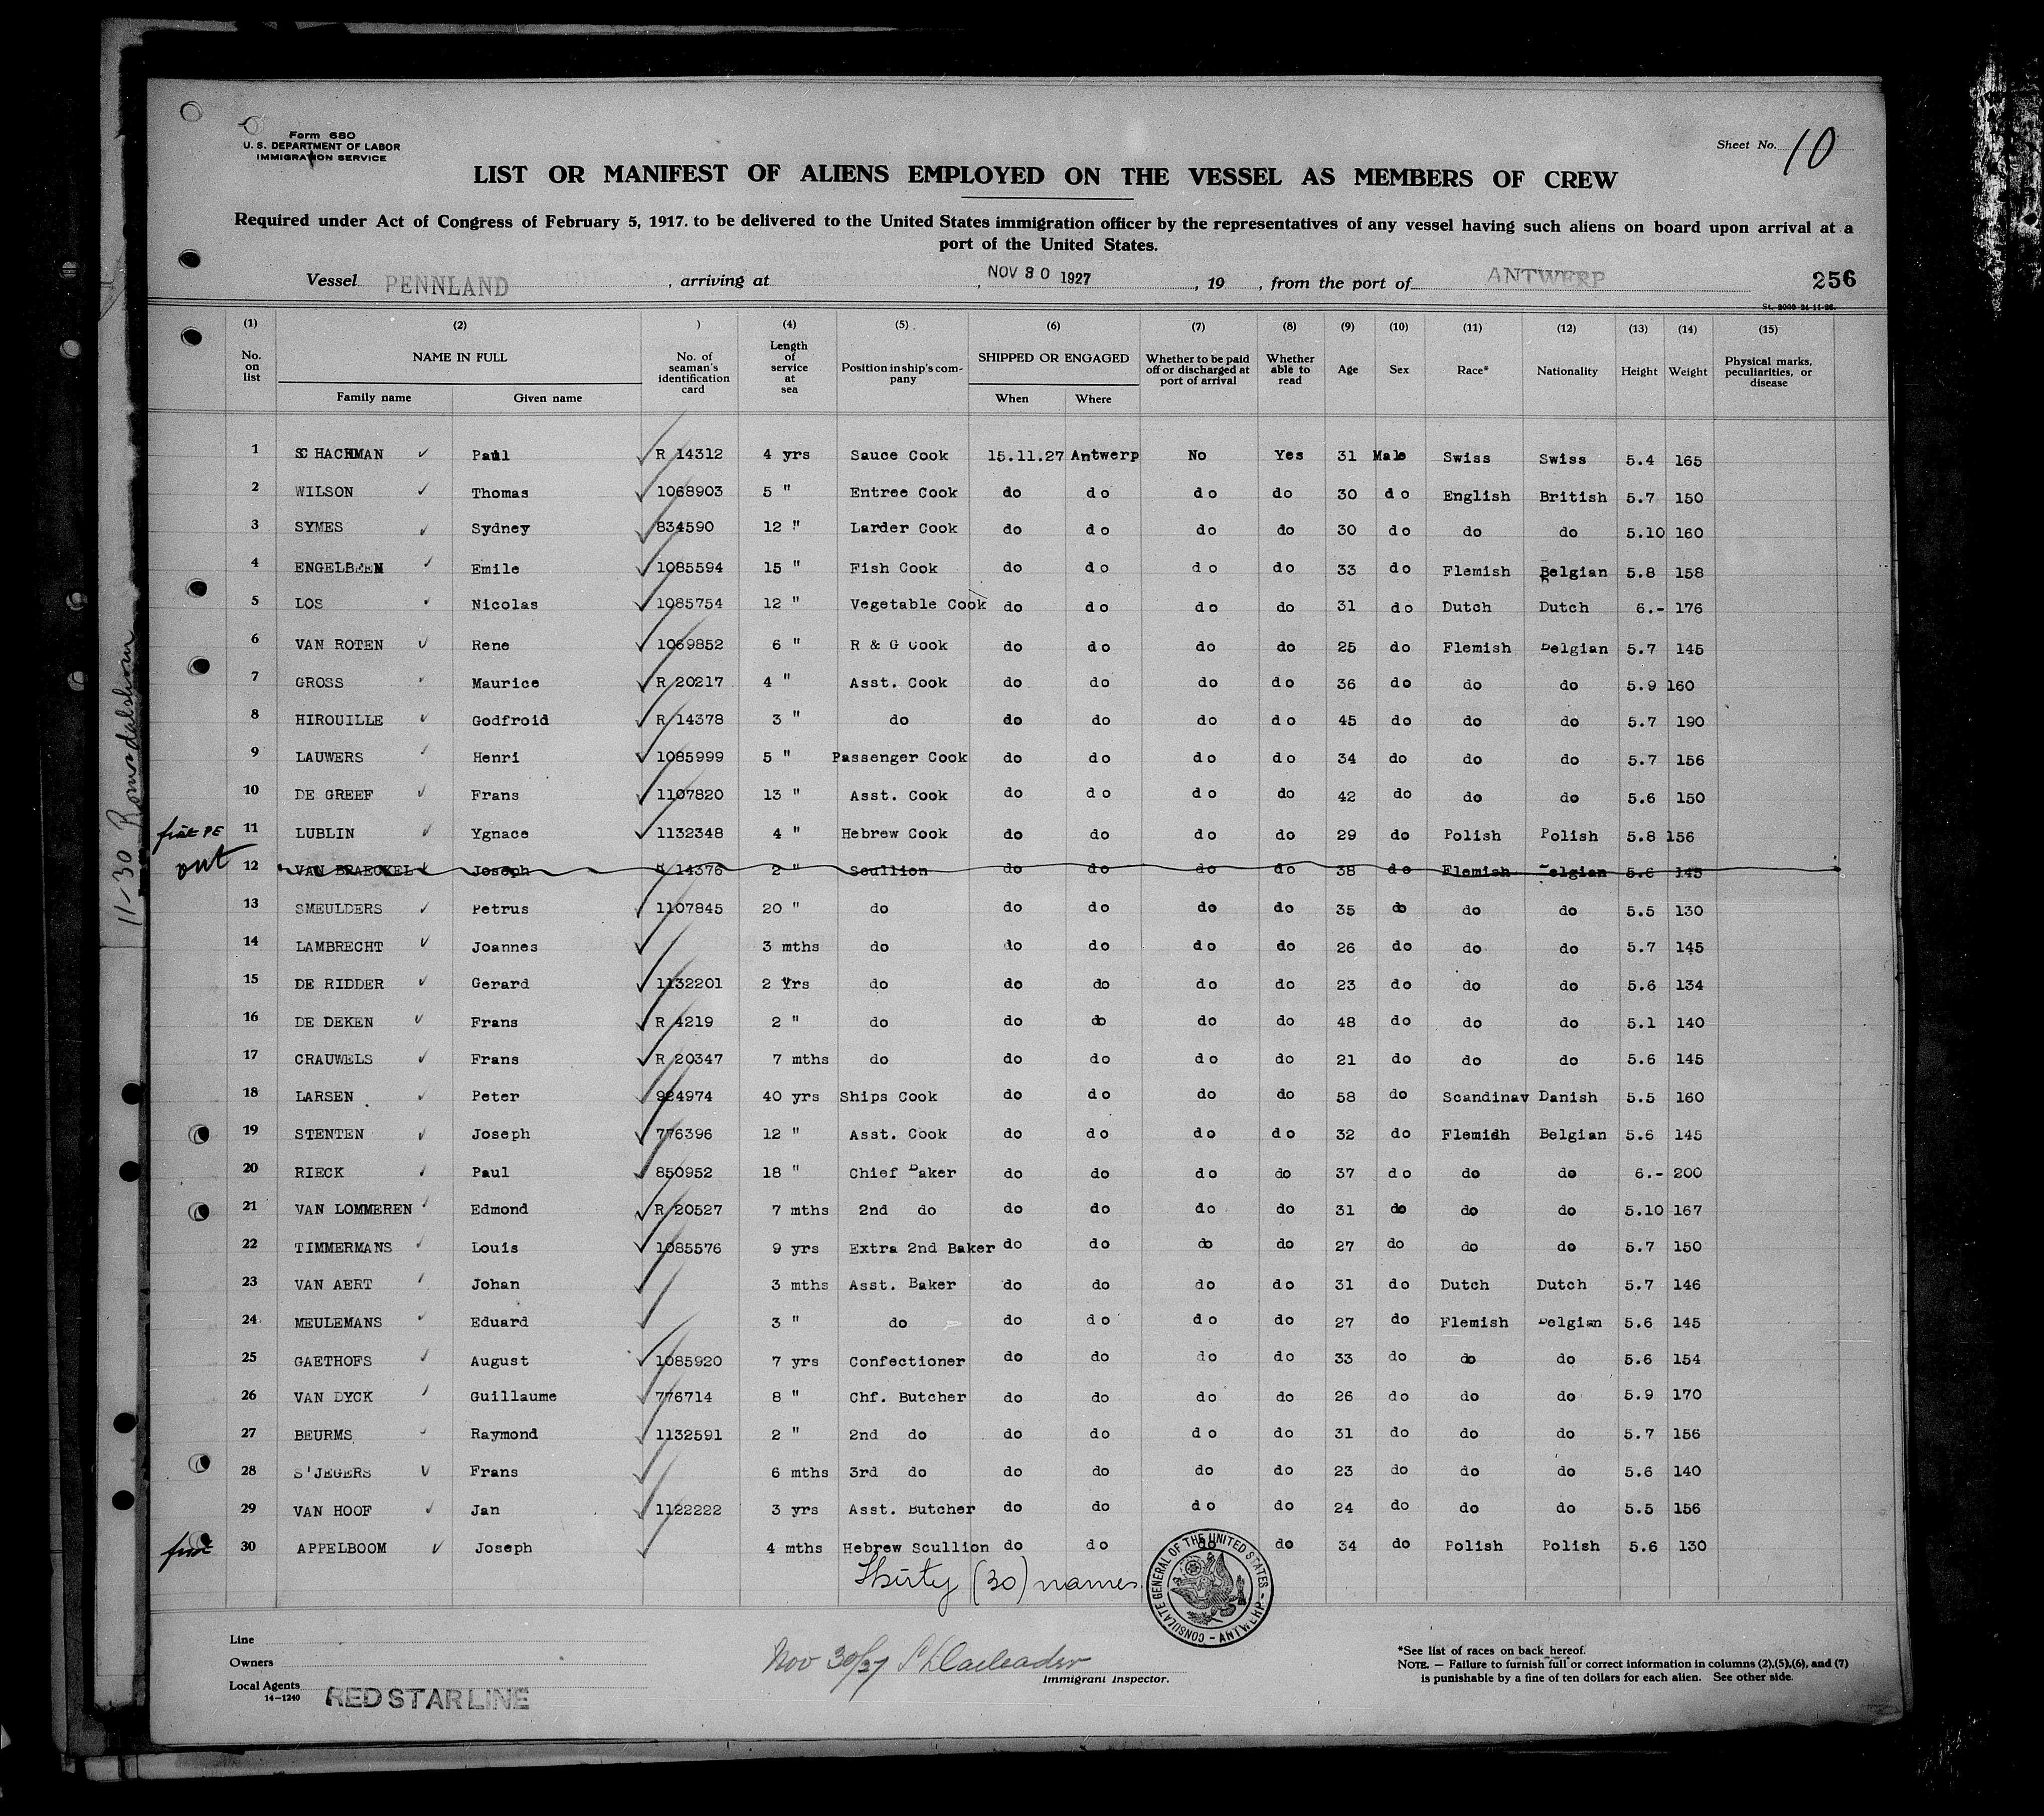 Form 680
U. S. DEPARTMENT OF LABOR
IMMIGRATION SERVICE
Sheet No. 10
LIST OR MANIFEST OF ALIENS EMPLOYED ON THE VESSEL AS MEMBERS OF CREW
Required under Act of Congress of February 5, 1917. to be delivered to the United States immigration officer by the representatives of any vessel having such aliens on board upon arrival at a
port of the United States.
Vessel PENNLAND , arriving at , NOV 30 1927 , 19 , from the port of ANTWERP 256
St. 2000 24-11-26.
(1) (2) ) (4) (5) (6) (7) (8) (9) (10) (11) (12) (13) (14) (15)
No. on list NAME IN FULL Family name Given name No. of seaman's identification card Length of service at sea Position in ship's company SHIPPED OR ENGAGED When Where Whether to be paid off or discharged at port of arrival Whether able to read Age Sex Race* Nationality Height Weight Physical marks, peculiarities, or disease
1 SCHACHMAN Paul R 14312 4 yrs Sauce Cook 15.11.27 Antwerp No Yes 31 Male Swiss Swiss 5.4 165
2 WILSON Thomas 1068903 5 " Entree Cook do do do do 30 do English British 5.7 150
3 SYMES Sydney 834590 12 " Larder Cook do do do do 30 do do do 5.10 160
4 ENGELBEEN Emile 1085594 15 " Fish Cook do do do do 33 do Flemish Belgian 5.8 158
5 LOS Nicolas 1085754 12 " Vegetable Cook do do do do 31 do Dutch Dutch 6.- 176
6 VAN ROTEN Rene 1069852 6 " R & G Cook do do do do 25 do Flemish Belgian 5.7 145
7 GROSS Maurice R 20217 4 " Asst. Cook do do do do 36 do do do 5.9 160
8 HIROUILLE Godfroid R 14378 3 " do do do do do 45 do do do 5.7 190
9 LAUWERS Henri 1085999 5 " Passenger Cook do do do do 34 do do do 5.7 156
10 DE GREEF Frans 1107820 13 " Asst. Cook do do do do 42 do do do 5.6 150
11 LUBLIN Ygnace 1132348 4 " Hebrew Cook do do do do 29 do Polish Polish 5.8 156
out 12 VAN BRAECKEL Joseph R 14376 2 " Scullion do do do do 38 do Flemish Belgian 5.6 145
13 SMEULDERS Petrus 1107845 20 " do do do do do 35 do do do 5.5 130
14 LAMBRECHT Joannes 3 mths do do do do do 26 do do do 5.7 145
15 DE RIDDER Gerard 1132201 2 Yrs do do do do do 23 do do do 5.6 134
16 DE DEKEN Frans R 4219 2 " do do do do do 48 do do do 5.1 140
17 CRAUWELS Frans R 20347 7 mths do do do do do 21 do do do 5.6 145
18 LARSEN Peter 924974 40 yrs Ships Cook do do do do 58 do Scandinav Danish 5.5 160
19 STENTEN Joseph 776396 12 " Asst. Cook do do do do 32 do Flemidh Belgian 5.6 145
20 RIECK Paul 850952 18 " Chief Baker do do do do 37 do do do 6.- 200
21 VAN LOMMEREN Edmond R 20527 7 mths 2nd do do do do do 31 do do do 5.10 167
22 TIMMERMANS Louis 1085576 9 yrs Extra 2nd Baker do do do do 27 do do do 5.7 150
23 VAN AERT Johan 3 mths Asst. Baker do do do do 31 do Dutch Dutch 5.7 146
24 MEULEMANS Eduard 3 " do do do do do 27 do Flemish Belgian 5.6 145
25 GAETHOFS August 1085920 7 yrs Confectioner do do do do 33 do do do 5.6 154
26 VAN DYCK Guillaume 776714 8 " Chf. Butcher do do do do 26 do do do 5.9 170
27 BEURMS Raymond 1132591 2 " 2nd do do do do do 31 do do do 5.7 156
28 S'JEGERS Frans 6 mths 3rd do do do do do 23 do do do 5.6 140
29 VAN HOOF Jan 1122222 3 yrs Asst. Butcher do do do do 24 do do do 5.5 156
30 APPELBOOM Joseph 4 mths Hebrew Scullion do do do do 34 do Polish Polish 5.6 130
Thirty (30) names
CONSULATE GENERAL OF THE UNITED STATES - ANTWERP -
Line
Owners
Local Agents
14-1240
RED STAR LINE
Nov 30/27
Immigrant Inspector.
*See list of races on back hereof.
NOTE. — Failure to furnish full or correct information in columns (2),(5),(6), and (7)
is punishable by a fine of ten dollars for each alien. See other side.
11-30 Romsdalshorn